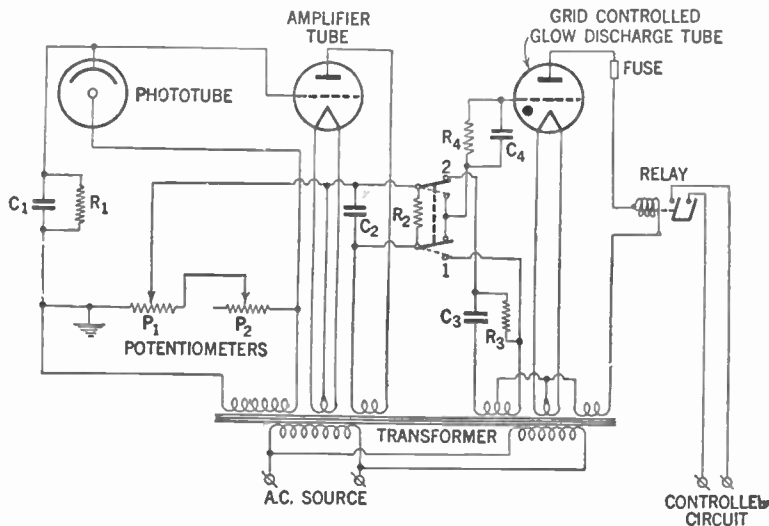 AMPLIFIER
TUBE
GRID CONTROLLED
GLOW DISCHARGE TUBE
FUSE
PHOTOTUBE
R4
C4
2
RELAY
C1
R1
C2
R2
1
P1
P2
POTENTIOMETERS
C3
R3
TRANSFORMER
A.C. SOURCE
CONTROLLED
CIRCUIT